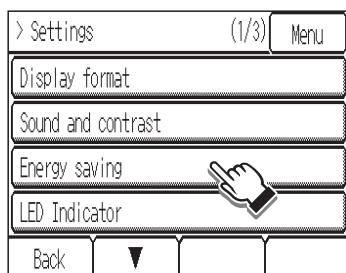 > Settings (1/3) Menu
Display format
Sound and contrast
Energy saving
LED Indicator
Back ▼